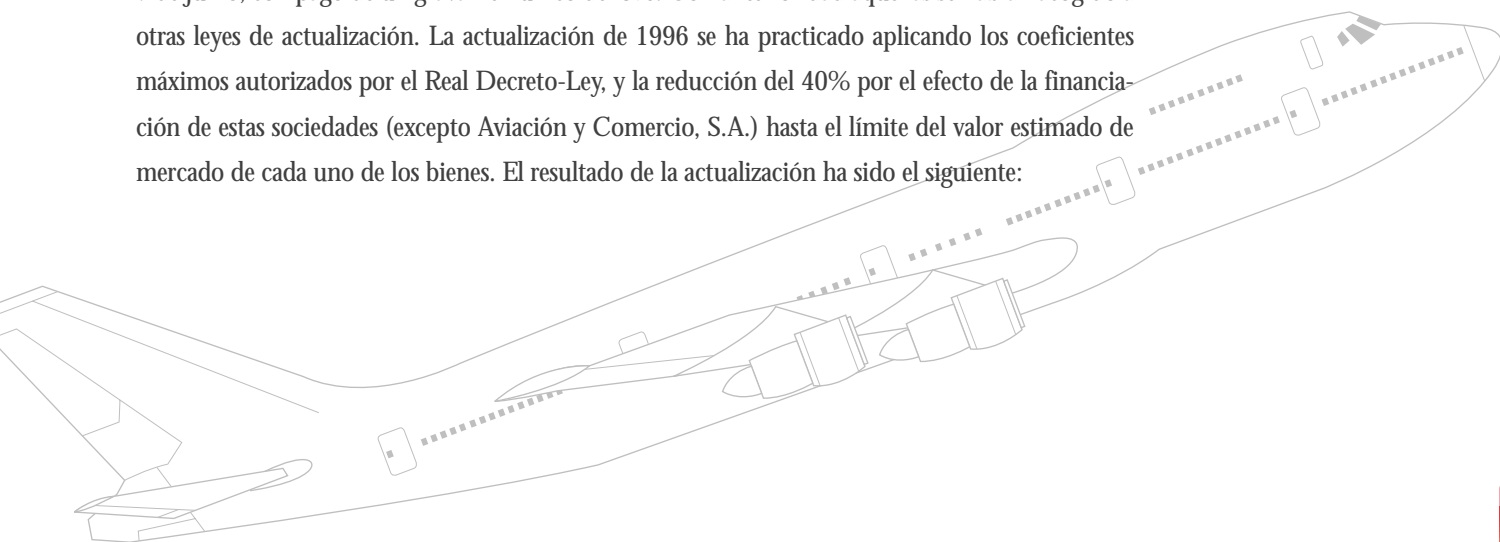 otras leyes de actualización. La actualización de 1996 se ha practicado aplicando los coeficientes
máximos autorizados por el Real Decreto-Ley, y la reducción del 40% por el efecto de la financia-
ción de estas sociedades (excepto Aviación y Comercio, S.A.) hasta el límite del valor estimado de
mercado de cada uno de los bienes. El resultado de la actualización ha sido el siguiente: